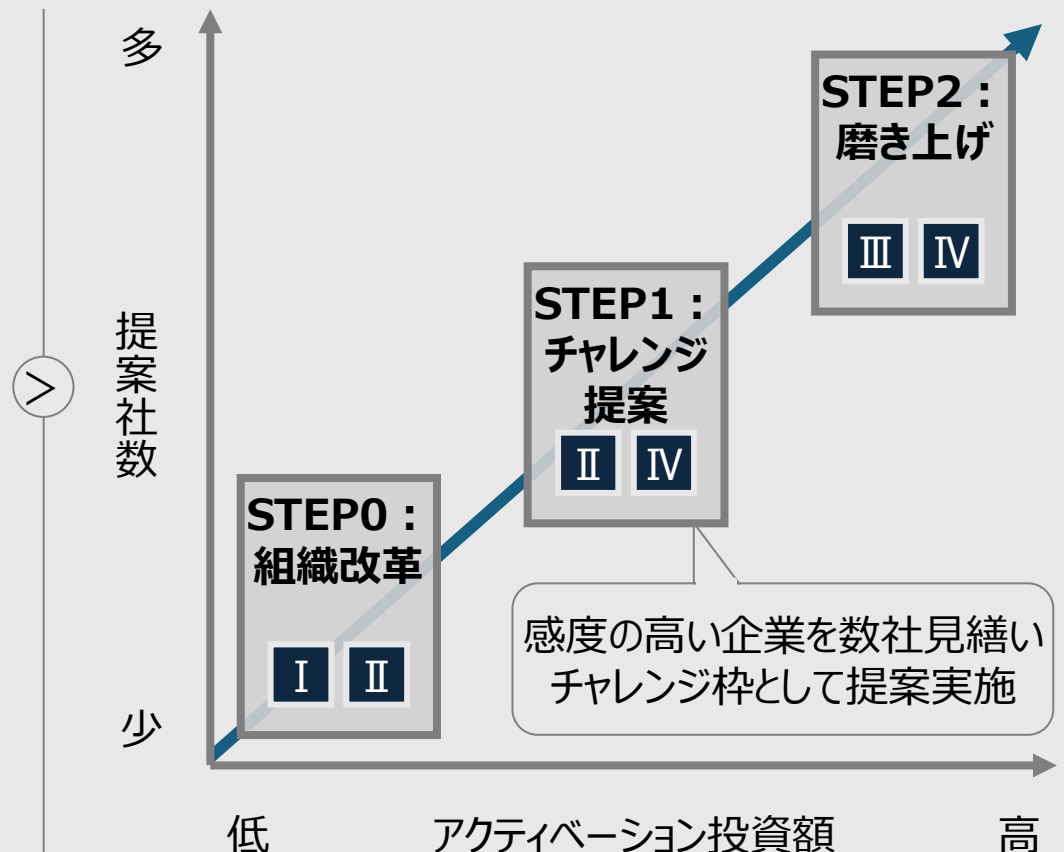 多
STEP2：
磨き上げ
Ⅲ Ⅳ
提案社数
＞
STEP1：
チャレンジ
提案
Ⅱ Ⅳ
STEP0：
組織改革
Ⅰ Ⅱ
感度の高い企業を数社見繕い
チャレンジ枠として提案実施
少
低 アクティベーション投資額 高